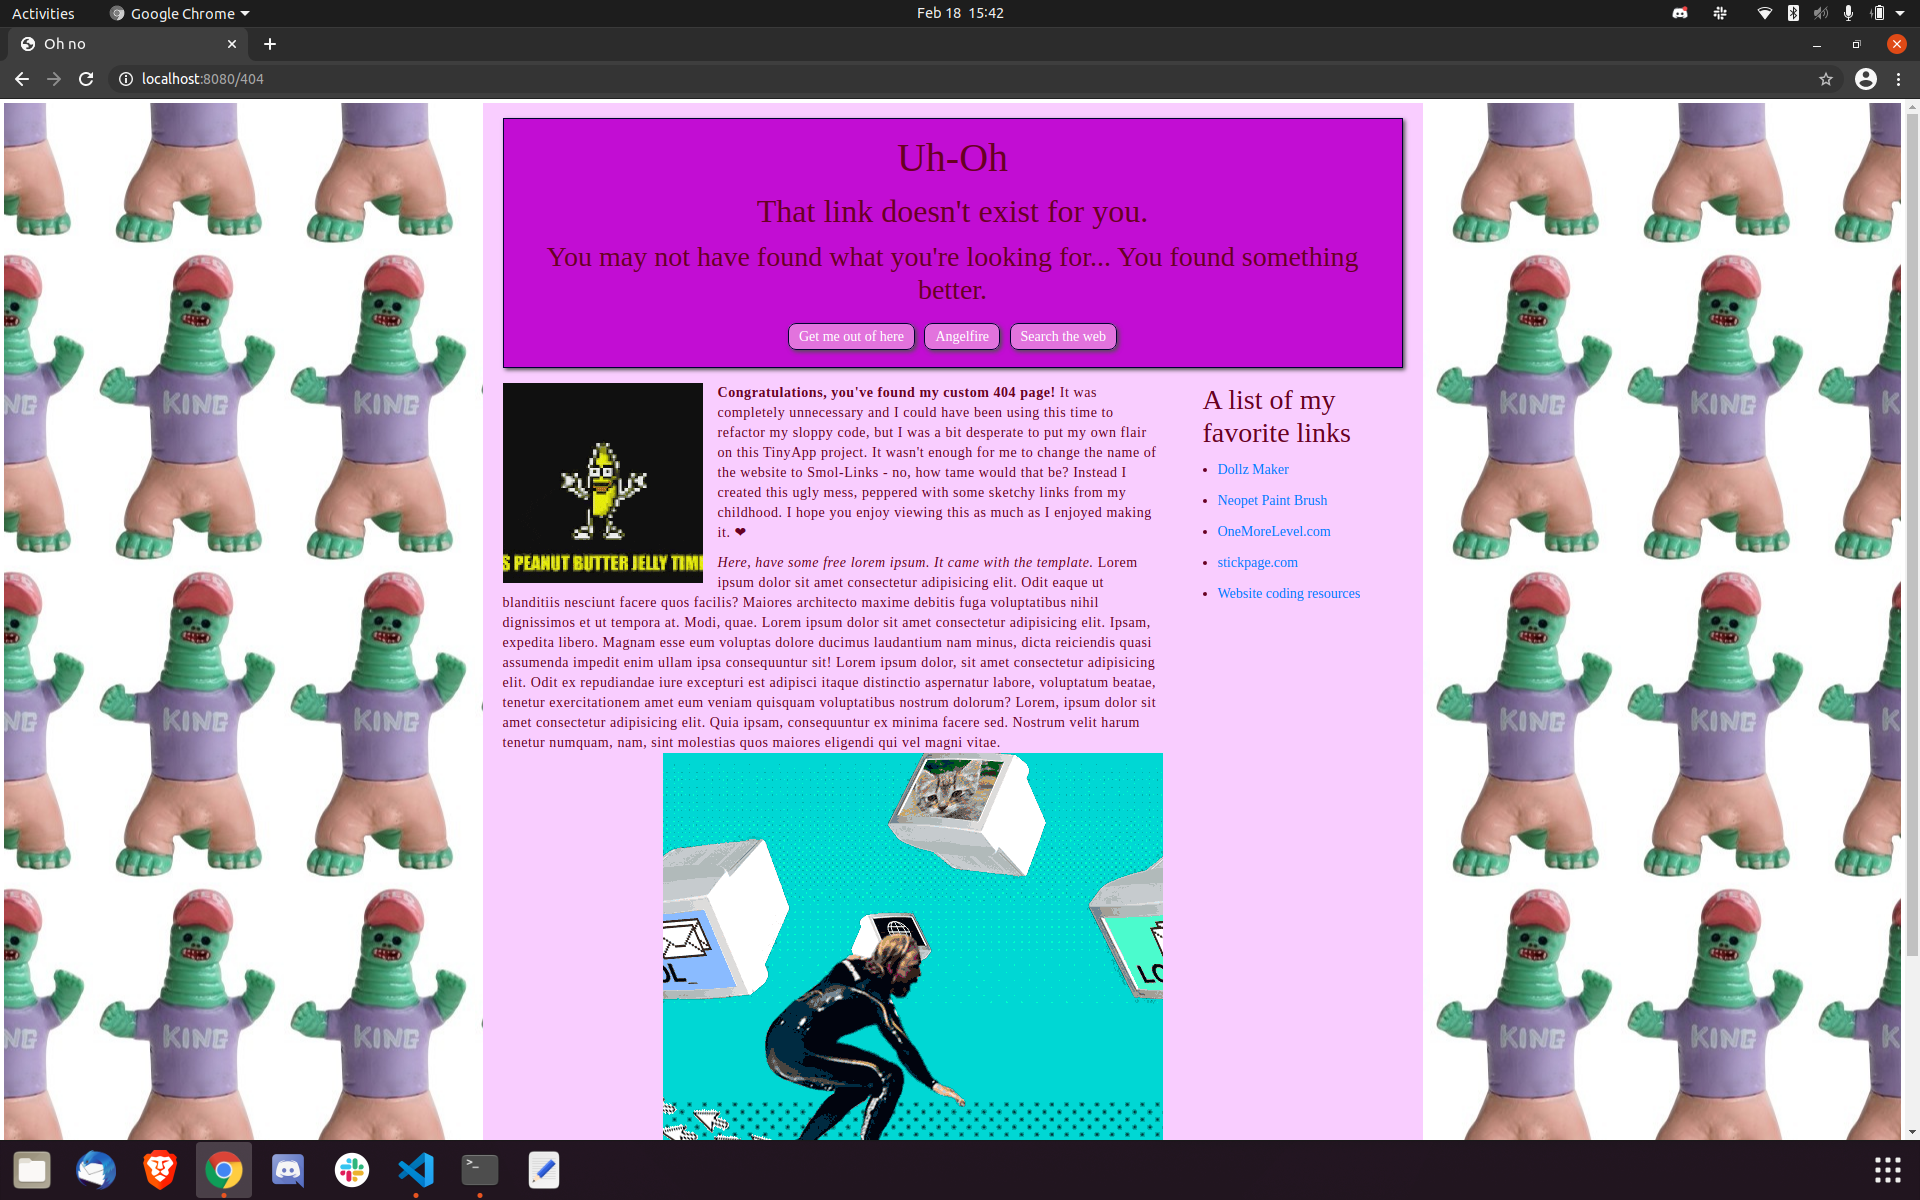 Activities
Google Chrome
Feb 18 15:42
Oh no
localhost:8080/404
Uh-Oh
That link doesn't exist for you.
You may not have found what you're looking for... You found something
better.
Get me out of here
Angelfire
Search the web
S PEANUT BUTTER JELLY TIM
Congratulations, you've found my custom 404 page! It was
completely unnecessary and I could have been using this time to
refactor my sloppy code, but I was a bit desperate to put my own flair
on this TinyApp project. It wasn't enough for me to change the name of
the website to Smol-Links - no, how tame would that be? Instead I
created this ugly mess, peppered with some sketchy links from my
childhood. I hope you enjoy viewing this as much as I enjoyed making
it. ❤
Here, have some free lorem ipsum. It came with the template. Lorem
ipsum dolor sit amet consectetur adipisicing elit. Odit eaque ut
blanditiis nesciunt facere quos facilis? Maiores architecto maxime debitis fuga voluptatibus nihil
dignissimos et ut tempora at. Modi, quae. Lorem ipsum dolor sit amet consectetur adipisicing elit. Ipsam,
expedita libero. Magnam esse eum voluptas dolore ducimus laudantium nam minus, dicta reiciendis quasi
assumenda impedit enim ullam ipsa consequuntur sit! Lorem ipsum dolor, sit amet consectetur adipisicing
elit. Odit ex repudiandae iure excepturi est adipisci itaque distinctio aspernatur labore, voluptatum beatae,
tenetur exercitationem amet eum veniam quisquam voluptatibus nostrum dolorum? Lorem, ipsum dolor sit
amet consectetur adipisicing elit. Quia ipsam, consequuntur ex minima facere sed. Nostrum velit harum
tenetur numquam, nam, sint molestias quos maiores eligendi qui vel magni vitae.
A list of my
favorite links
Dollz Maker
Neopet Paint Brush
OneMoreLevel.com
stickpage.com
Website coding resources
KING
KING
KING
KING
KING
KING
KING
KING
KING
KING
KING
KING